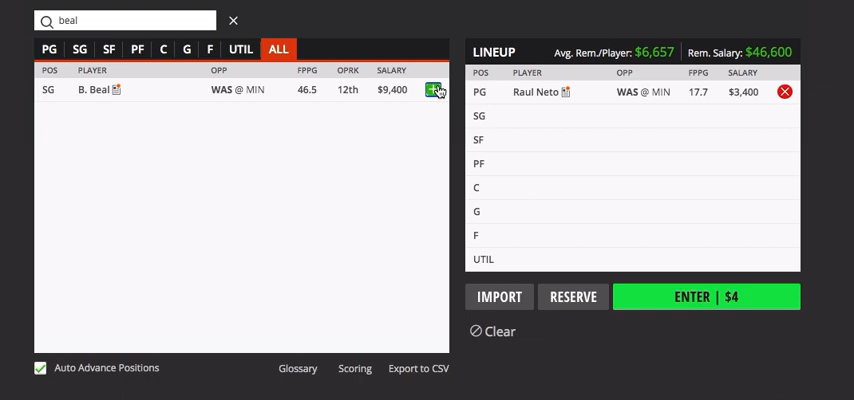 beal
PG SG SF PF C G F UTIL ALL
POS PLAYER OPP FPPG OPRK SALARY
SG B. Beal WAS @ MIN 46.5 12th $9,400
Auto Advance Positions Glossary Scoring Export to CSV
LINEUP Avg. Rem./Player: $6,657 Rem. Salary: $46,600
POS PLAYER OPP FPPG SALARY
PG Raul Neto WAS @ MIN 17.7 $3,400
SG
SF
PF
C
G
F
UTIL
IMPORT RESERVE ENTER | $4
Clear